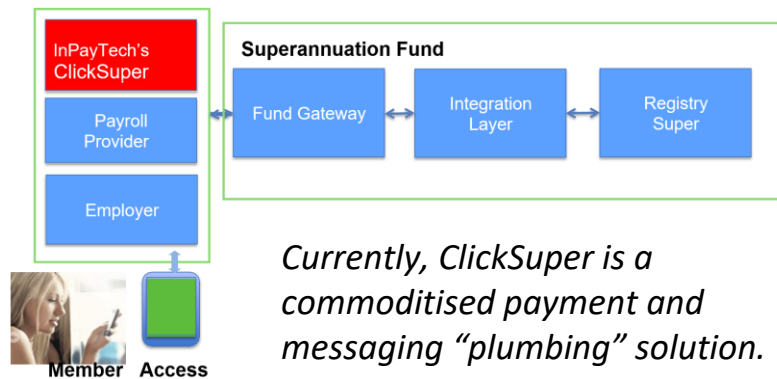 InPayTech's
ClickSuper
Payroll
Provider
Employer
Member Access
Superannuation Fund
Fund Gateway
Integration
Layer
Registry
Super
Currently, ClickSuper is a
commoditised payment and
messaging “plumbing” solution.